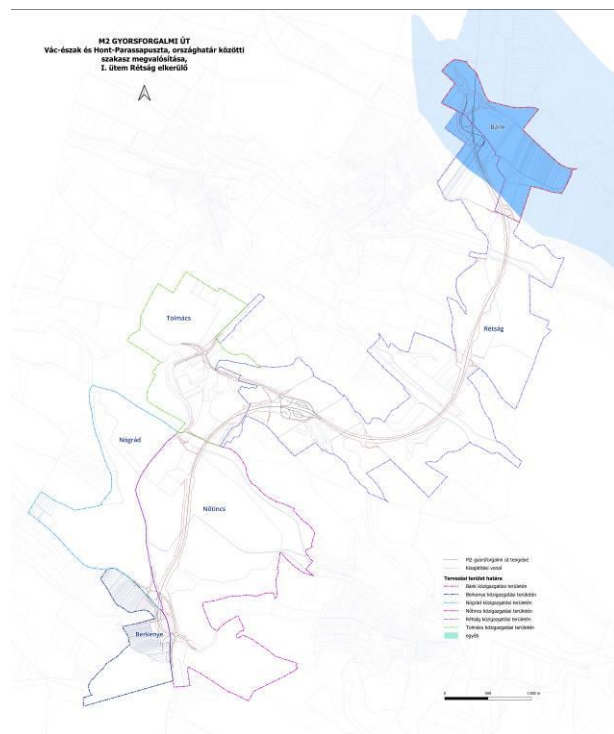 M2 GYORSFORGALMI ÚT
Vác-észak és Hont-Parassapuszta, országhatár közötti
szakasz megvalósítása,
I. ütem Rétság elkerülő
Bánk
Rétság
Tolmács
Nógrád
Nőtincs
Berkenye
M2 gyorsforgalmi út tengelye
Kisajátítási vonal
Tervezési terület határa
Bánk közigazgatási területén
Berkenye közigazgatási területén
Nógrád közigazgatási területén
Nőtincs közigazgatási területén
Rétság közigazgatási területén
Tolmács közigazgatási területén
egyéb